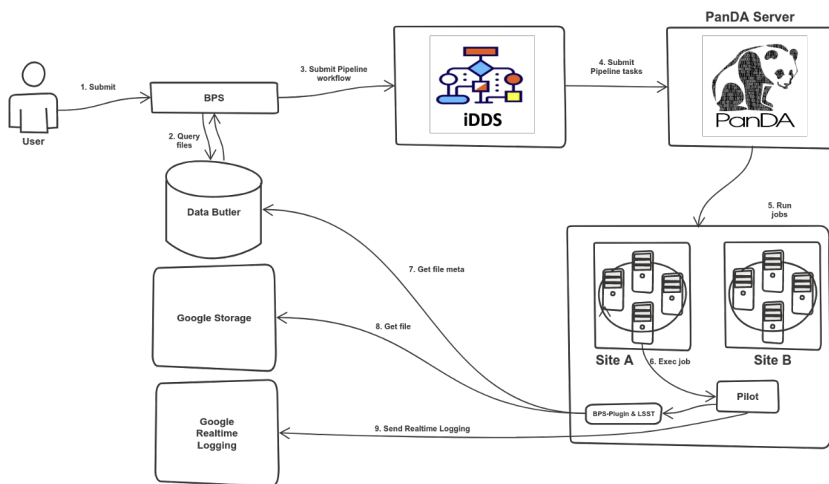 PanDA Server
1. Submit
3. Submit Pipeline
workflow
4. Submit
Pipeline tasks
BPS
iDDS
PanDA
User
2. Query
files
Data Butler
5. Run
jobs
7. Get file meta
Google Storage
8. Get file
Site A
Site B
6. Exec job
Pilot
BPS-Plugin & LSST
Google
Realtime
Logging
9. Send Realtime Logging